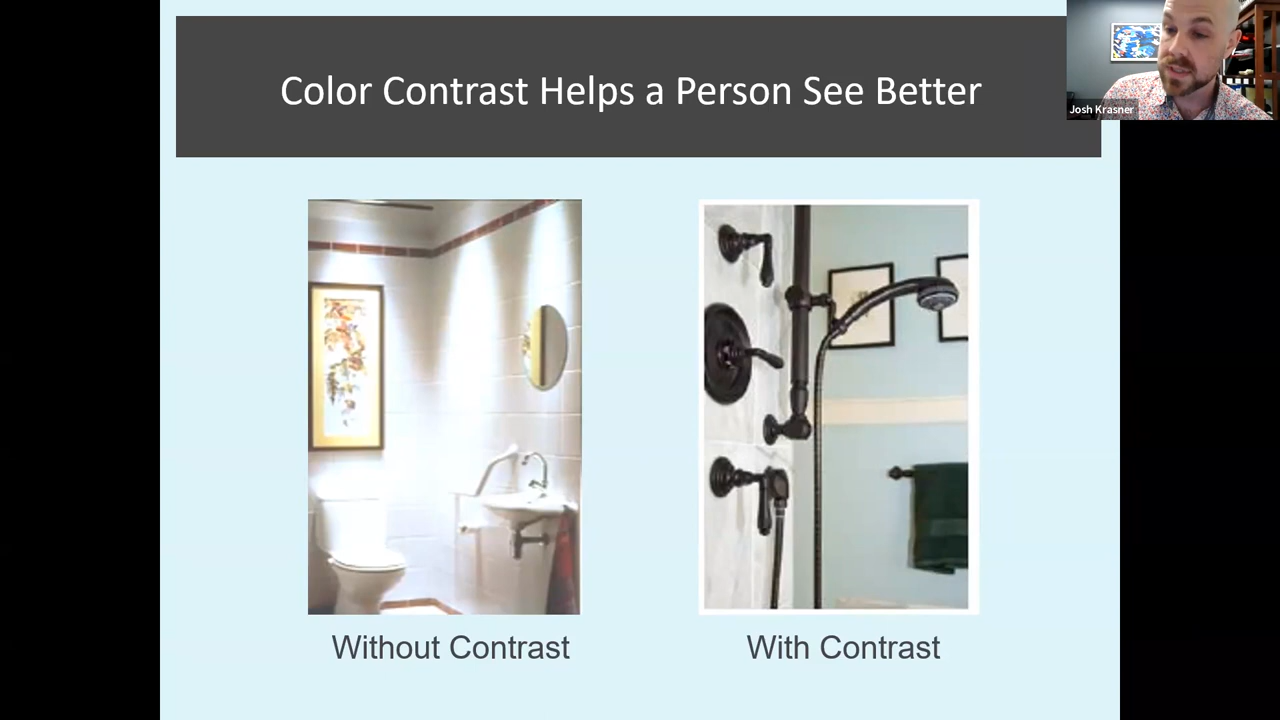 Color Contrast Helps a Person See Better
Josh Krasner
Without Contrast
With Contrast